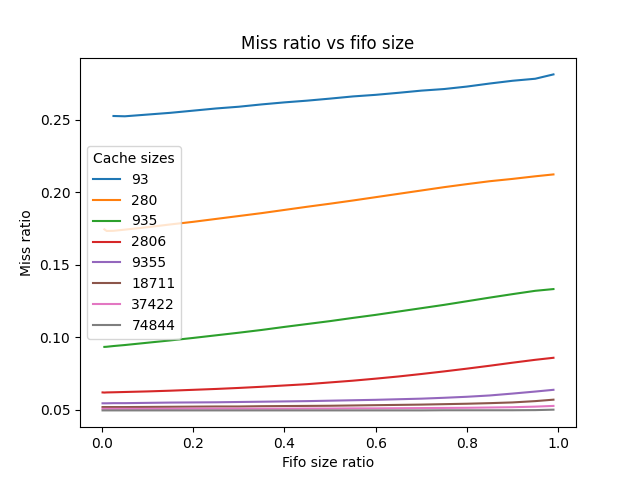 Miss ratio vs fifo size
Miss ratio
0.25
0.20
0.15
0.10
0.05
Cache sizes
93
280
935
2806
9355
18711
37422
74844
0.0 0.2 0.4 0.6 0.8 1.0
Fifo size ratio